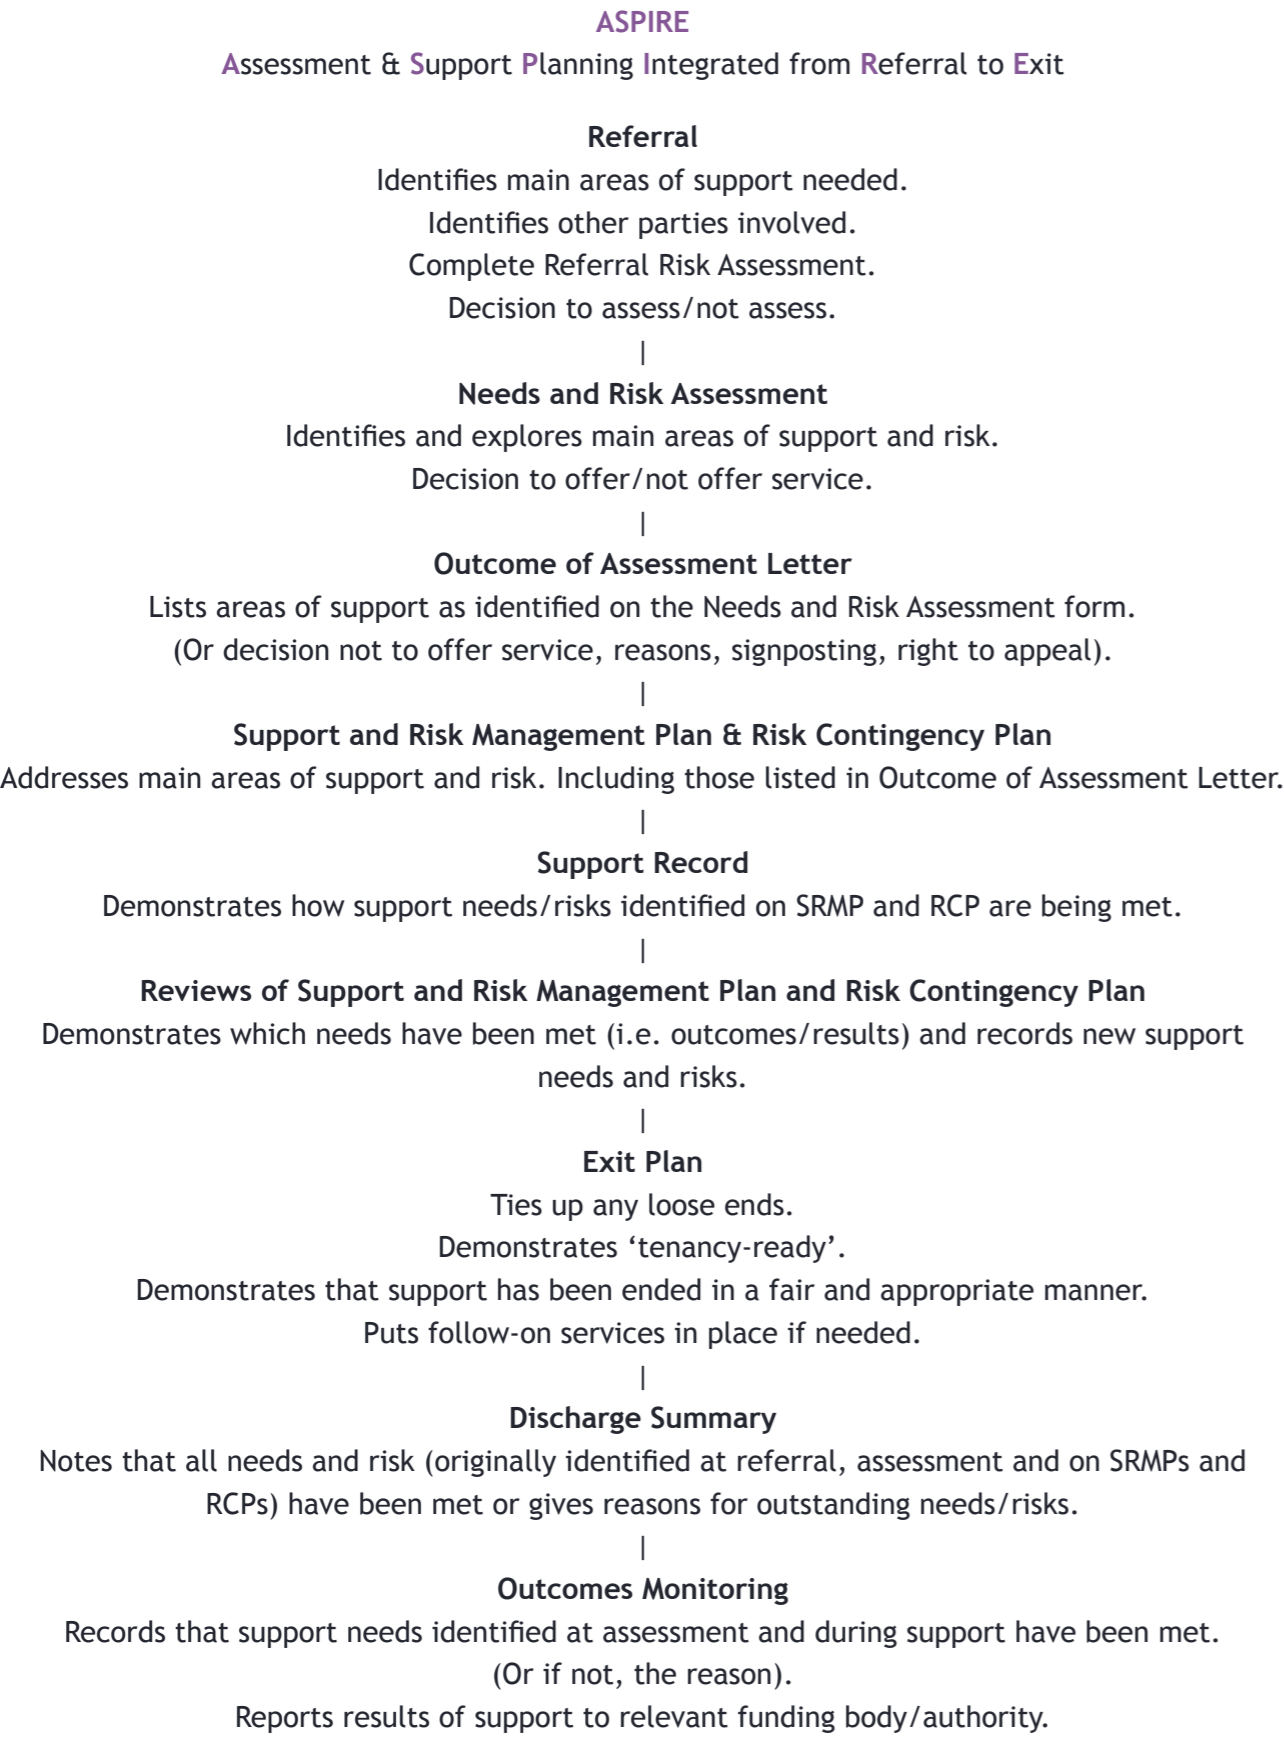 ASPIRE
Assessment & Support Planning Integrated from Referral to Exit
Referral
Identifies main areas of support needed.
Identifies other parties involved.
Complete Referral Risk Assessment.
Decision to assess/not assess.
|
Needs and Risk Assessment
Identifies and explores main areas of support and risk.
Decision to offer/not offer service.
|
Outcome of Assessment Letter
Lists areas of support as identified on the Needs and Risk Assessment form.
(Or decision not to offer service, reasons, signposting, right to appeal).
|
Support and Risk Management Plan & Risk Contingency Plan
Addresses main areas of support and risk. Including those listed in Outcome of Assessment Letter.
|
Support Record
Demonstrates how support needs/risks identified on SRMP and RCP are being met.
|
Reviews of Support and Risk Management Plan and Risk Contingency Plan
Demonstrates which needs have been met (i.e. outcomes/results) and records new support
needs and risks.
|
Exit Plan
Ties up any loose ends.
Demonstrates ‘tenancy-ready’.
Demonstrates that support has been ended in a fair and appropriate manner.
Puts follow-on services in place if needed.
|
Discharge Summary
Notes that all needs and risk (originally identified at referral, assessment and on SRMPs and
RCPs) have been met or gives reasons for outstanding needs/risks.
|
Outcomes Monitoring
Records that support needs identified at assessment and during support have been met.
(Or if not, the reason).
Reports results of support to relevant funding body/authority.